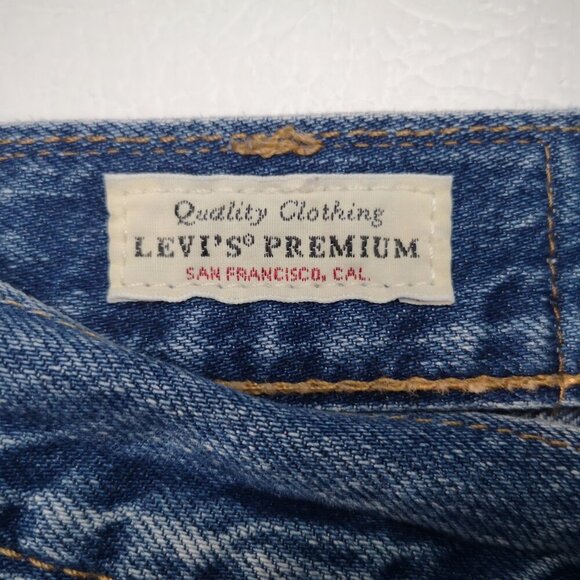 Quality Clothing
LEVI'S® PREMIUM
SAN FRANCISCO, CAL.